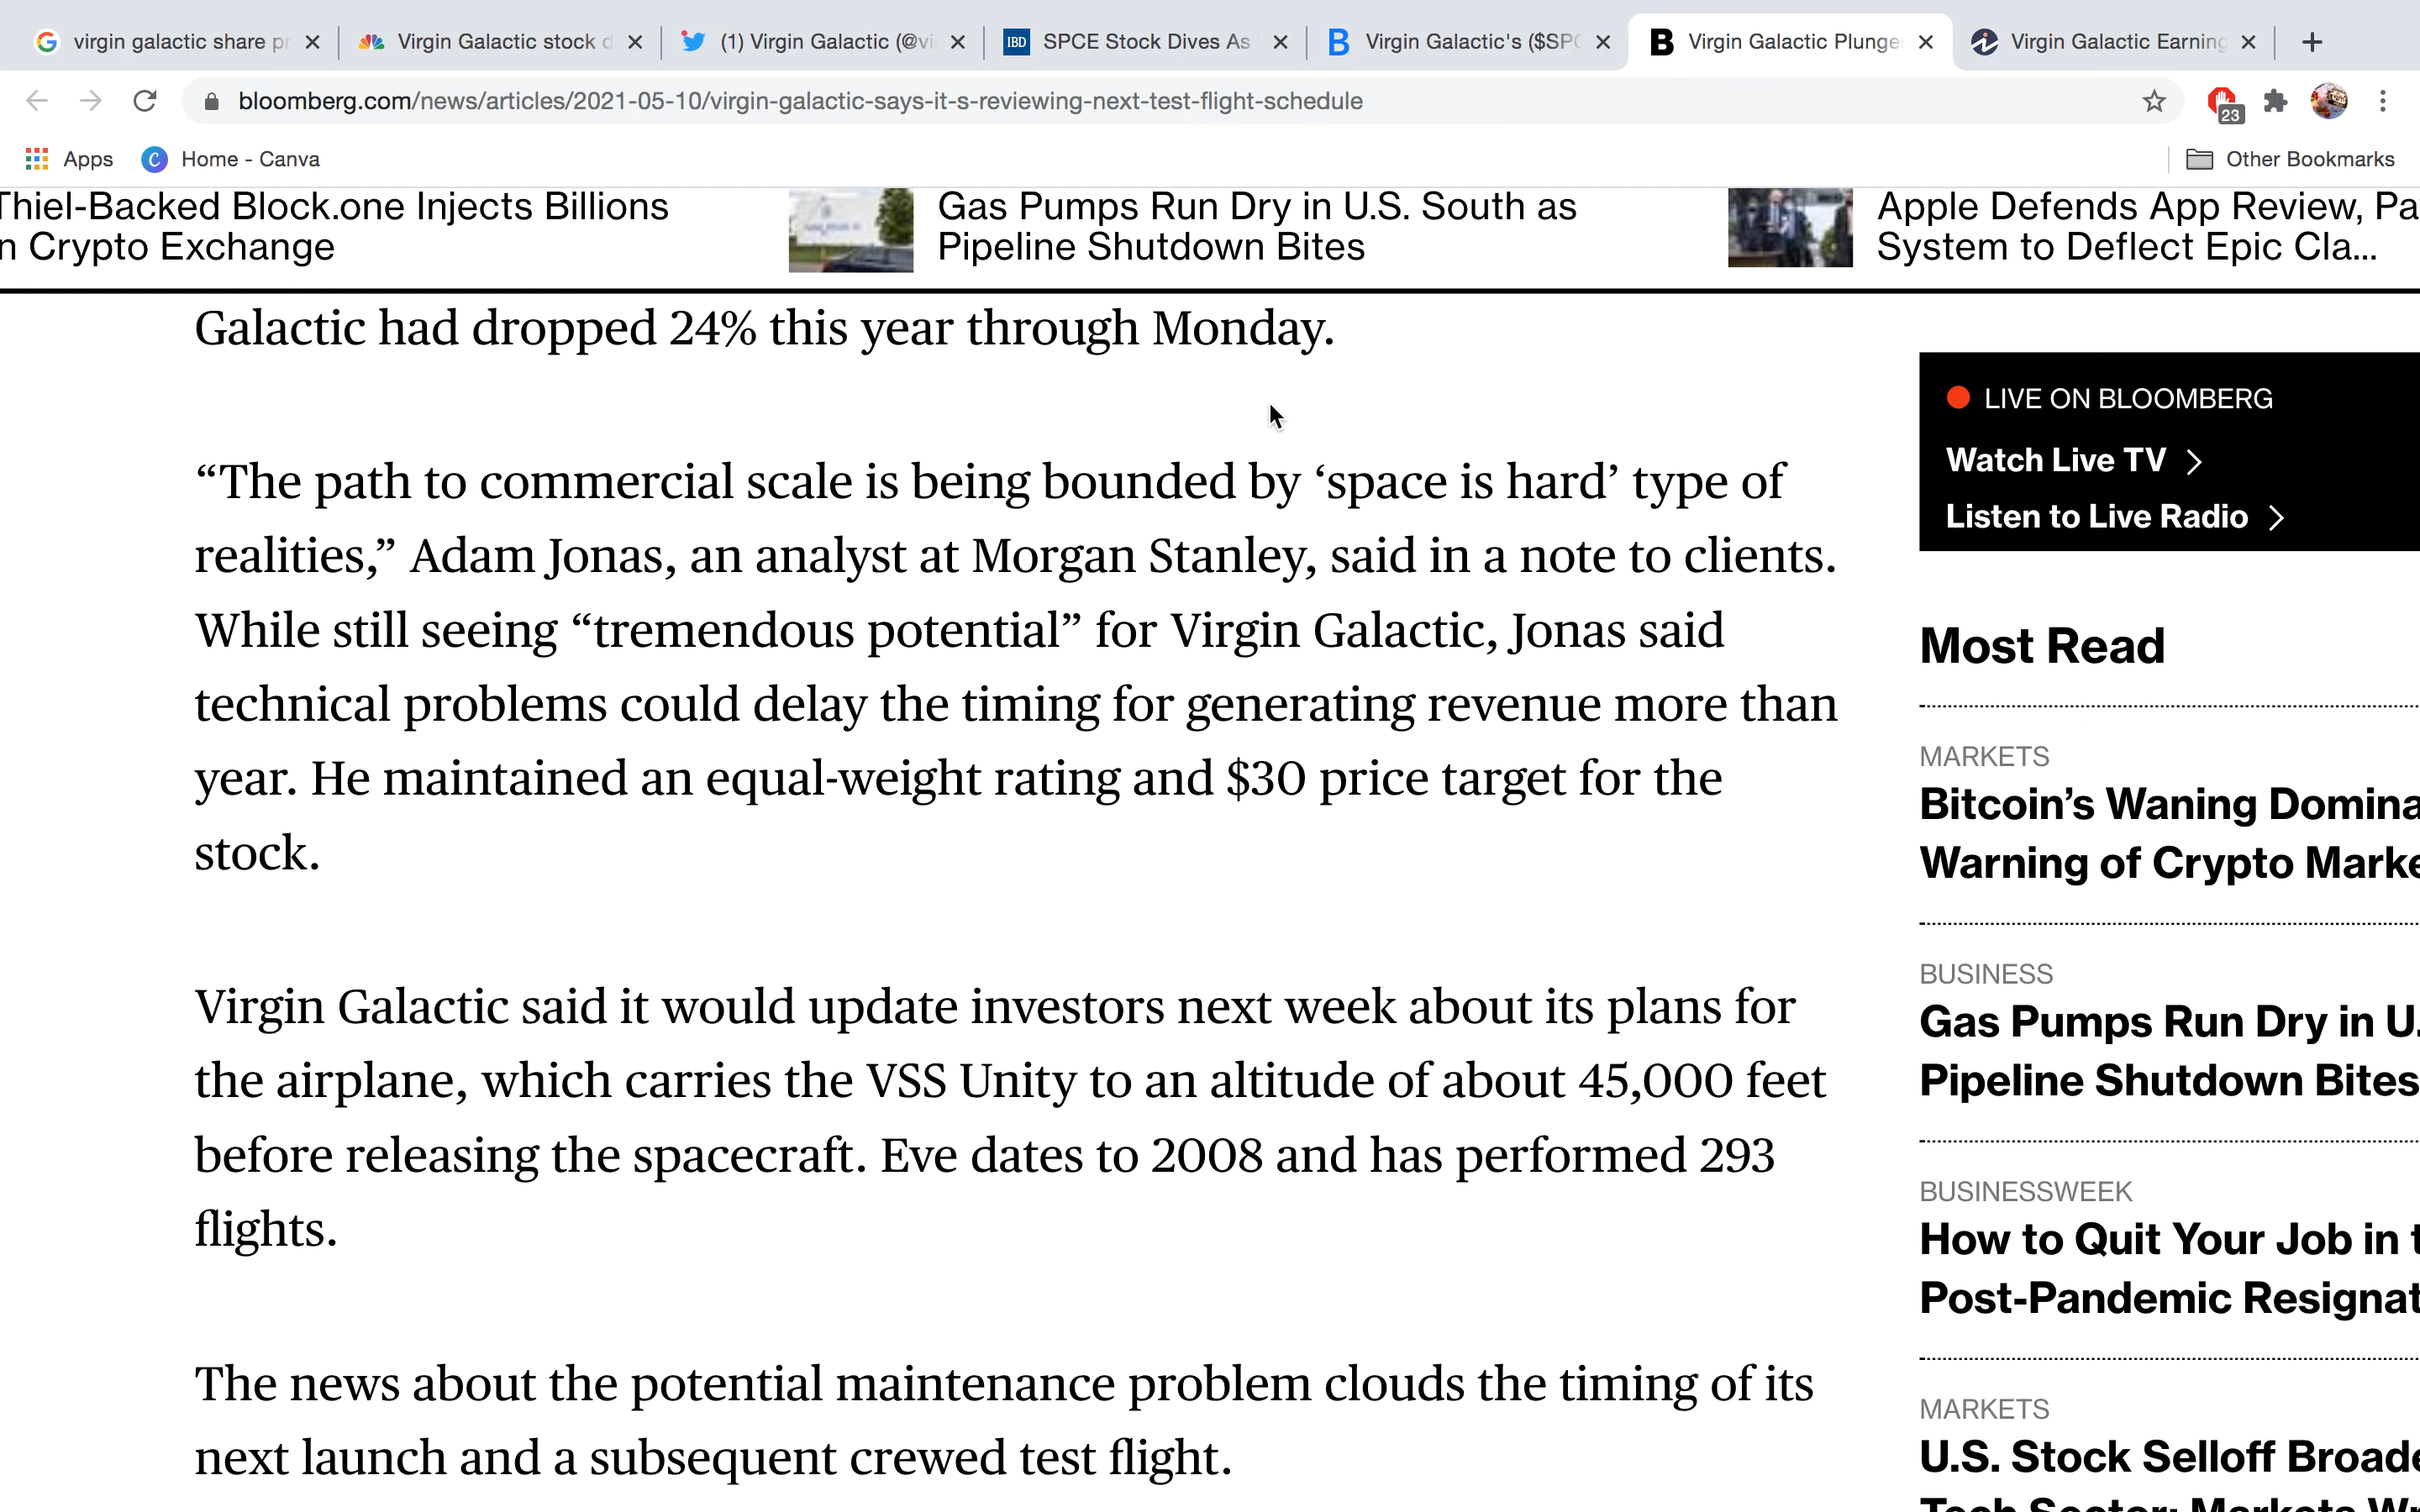 virgin galactic share pr
Virgin Galactic stock d
(1) Virgin Galactic (@vi
IBD
SPCE Stock Dives As
Virgin Galactic's ($SPC
Virgin Galactic Plunge
Virgin Galactic Earning
bloomberg.com/news/articles/2021-05-10/virgin-galactic-says-it-s-reviewing-next-test-flight-schedule
23
Apps
Home - Canva
Other Bookmarks
Thiel-Backed Block.one Injects Billions
n Crypto Exchange
Gas Pumps Run Dry in U.S. South as
Pipeline Shutdown Bites
Apple Defends App Review, Pa
System to Deflect Epic Cla...
Galactic had dropped 24% this year through Monday.
“The path to commercial scale is being bounded by ‘space is hard’ type of
realities,” Adam Jonas, an analyst at Morgan Stanley, said in a note to clients.
While still seeing “tremendous potential” for Virgin Galactic, Jonas said
technical problems could delay the timing for generating revenue more than
year. He maintained an equal-weight rating and $30 price target for the
stock.
Virgin Galactic said it would update investors next week about its plans for
the airplane, which carries the VSS Unity to an altitude of about 45,000 feet
before releasing the spacecraft. Eve dates to 2008 and has performed 293
flights.
The news about the potential maintenance problem clouds the timing of its
next launch and a subsequent crewed test flight.
LIVE ON BLOOMBERG
Watch Live TV
Listen to Live Radio
Most Read
MARKETS
Bitcoin’s Waning Domina
Warning of Crypto Marke
BUSINESS
Gas Pumps Run Dry in U.
Pipeline Shutdown Bites
BUSINESSWEEK
How to Quit Your Job in t
Post-Pandemic Resignat
MARKETS
U.S. Stock Selloff Broade
Tech Sector: Markets Wr